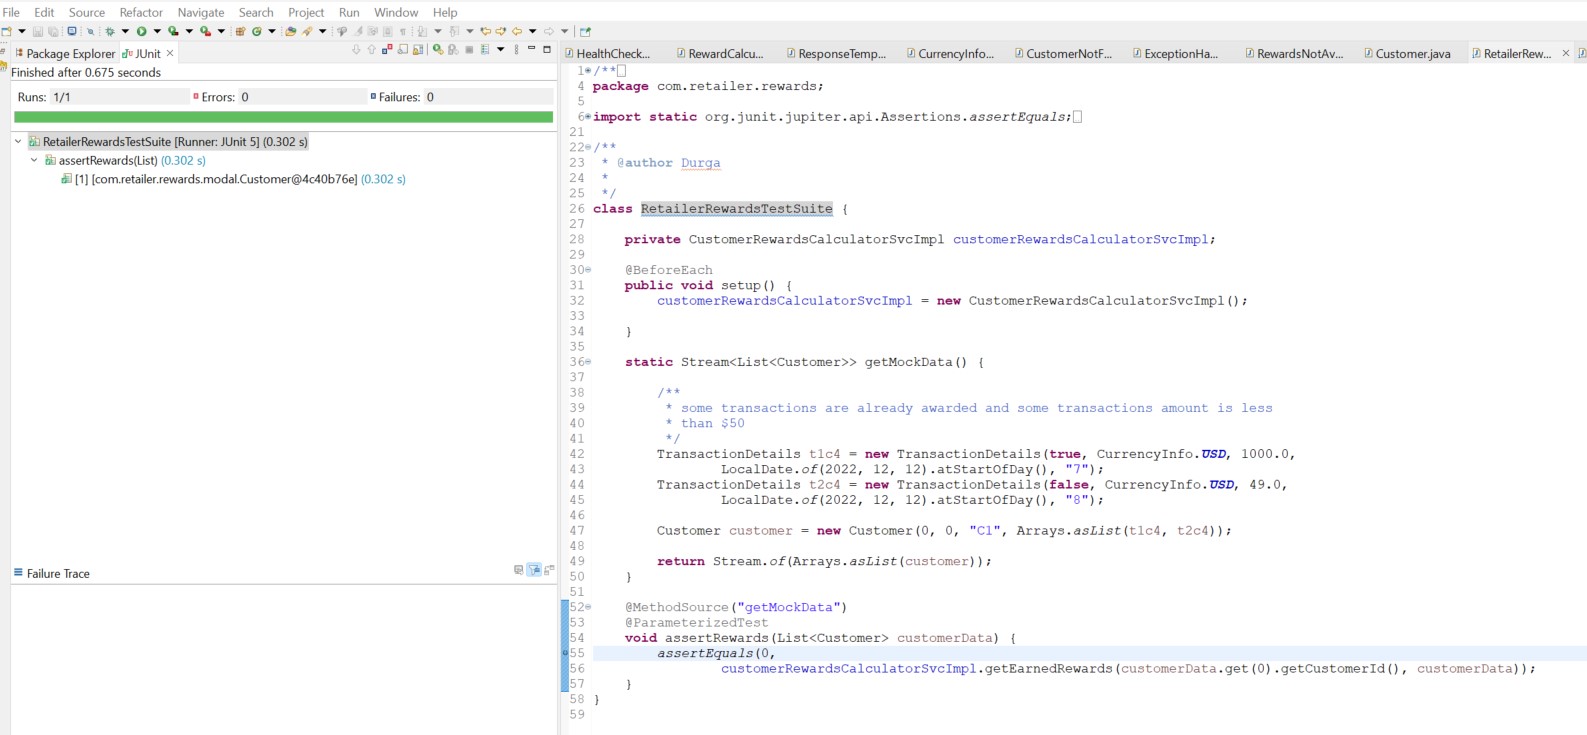 File Edit Source Refactor Navigate Search Project Run Window Help
Package Explorer JUnit
Finished after 0.675 seconds
Runs: 1/1 Errors: 0 Failures: 0
RetailerRewardsTestSuite [Runner: JUnit 5] (0.302 s)
assertRewards(List) (0.302 s)
[1] [com.retailer.rewards.modal.Customer@4c40b76e] (0.302 s)
Failure Trace
HealthCheck... RewardCalcu... ResponseTemp... CurrencyInfo... CustomerNotF... ExceptionHa... RewardsNotAv... Customer.java RetailerRew...
1 /**
4 package com.retailer.rewards;
5
6 import static org.junit.jupiter.api.Assertions.assertEquals;
21
22 /**
23 * @author Durga
24 *
25 */
26 class RetailerRewardsTestSuite {
27
28 private CustomerRewardsCalculatorSvcImpl customerRewardsCalculatorSvcImpl;
29
30 @BeforeEach
31 public void setup() {
32 customerRewardsCalculatorSvcImpl = new CustomerRewardsCalculatorSvcImpl();
33
34 }
35
36 static Stream<List<Customer>> getMockData() {
37
38 /**
39 * some transactions are already awarded and some transactions amount is less
40 * than $50
41 */
42 TransactionDetails t1c4 = new TransactionDetails(true, CurrencyInfo.USD, 1000.0,
43 LocalDate.of(2022, 12, 12).atStartOfDay(), "7");
44 TransactionDetails t2c4 = new TransactionDetails(false, CurrencyInfo.USD, 49.0,
45 LocalDate.of(2022, 12, 12).atStartOfDay(), "8");
46
47 Customer customer = new Customer(0, 0, "C1", Arrays.asList(t1c4, t2c4));
48
49 return Stream.of(Arrays.asList(customer));
50 }
51
52 @MethodSource("getMockData")
53 @ParameterizedTest
54 void assertRewards(List<Customer> customerData) {
55 assertEquals(0,
56 customerRewardsCalculatorSvcImpl.getEarnedRewards(customerData.get(0).getCustomerId(), customerData));
57 }
58 }
59